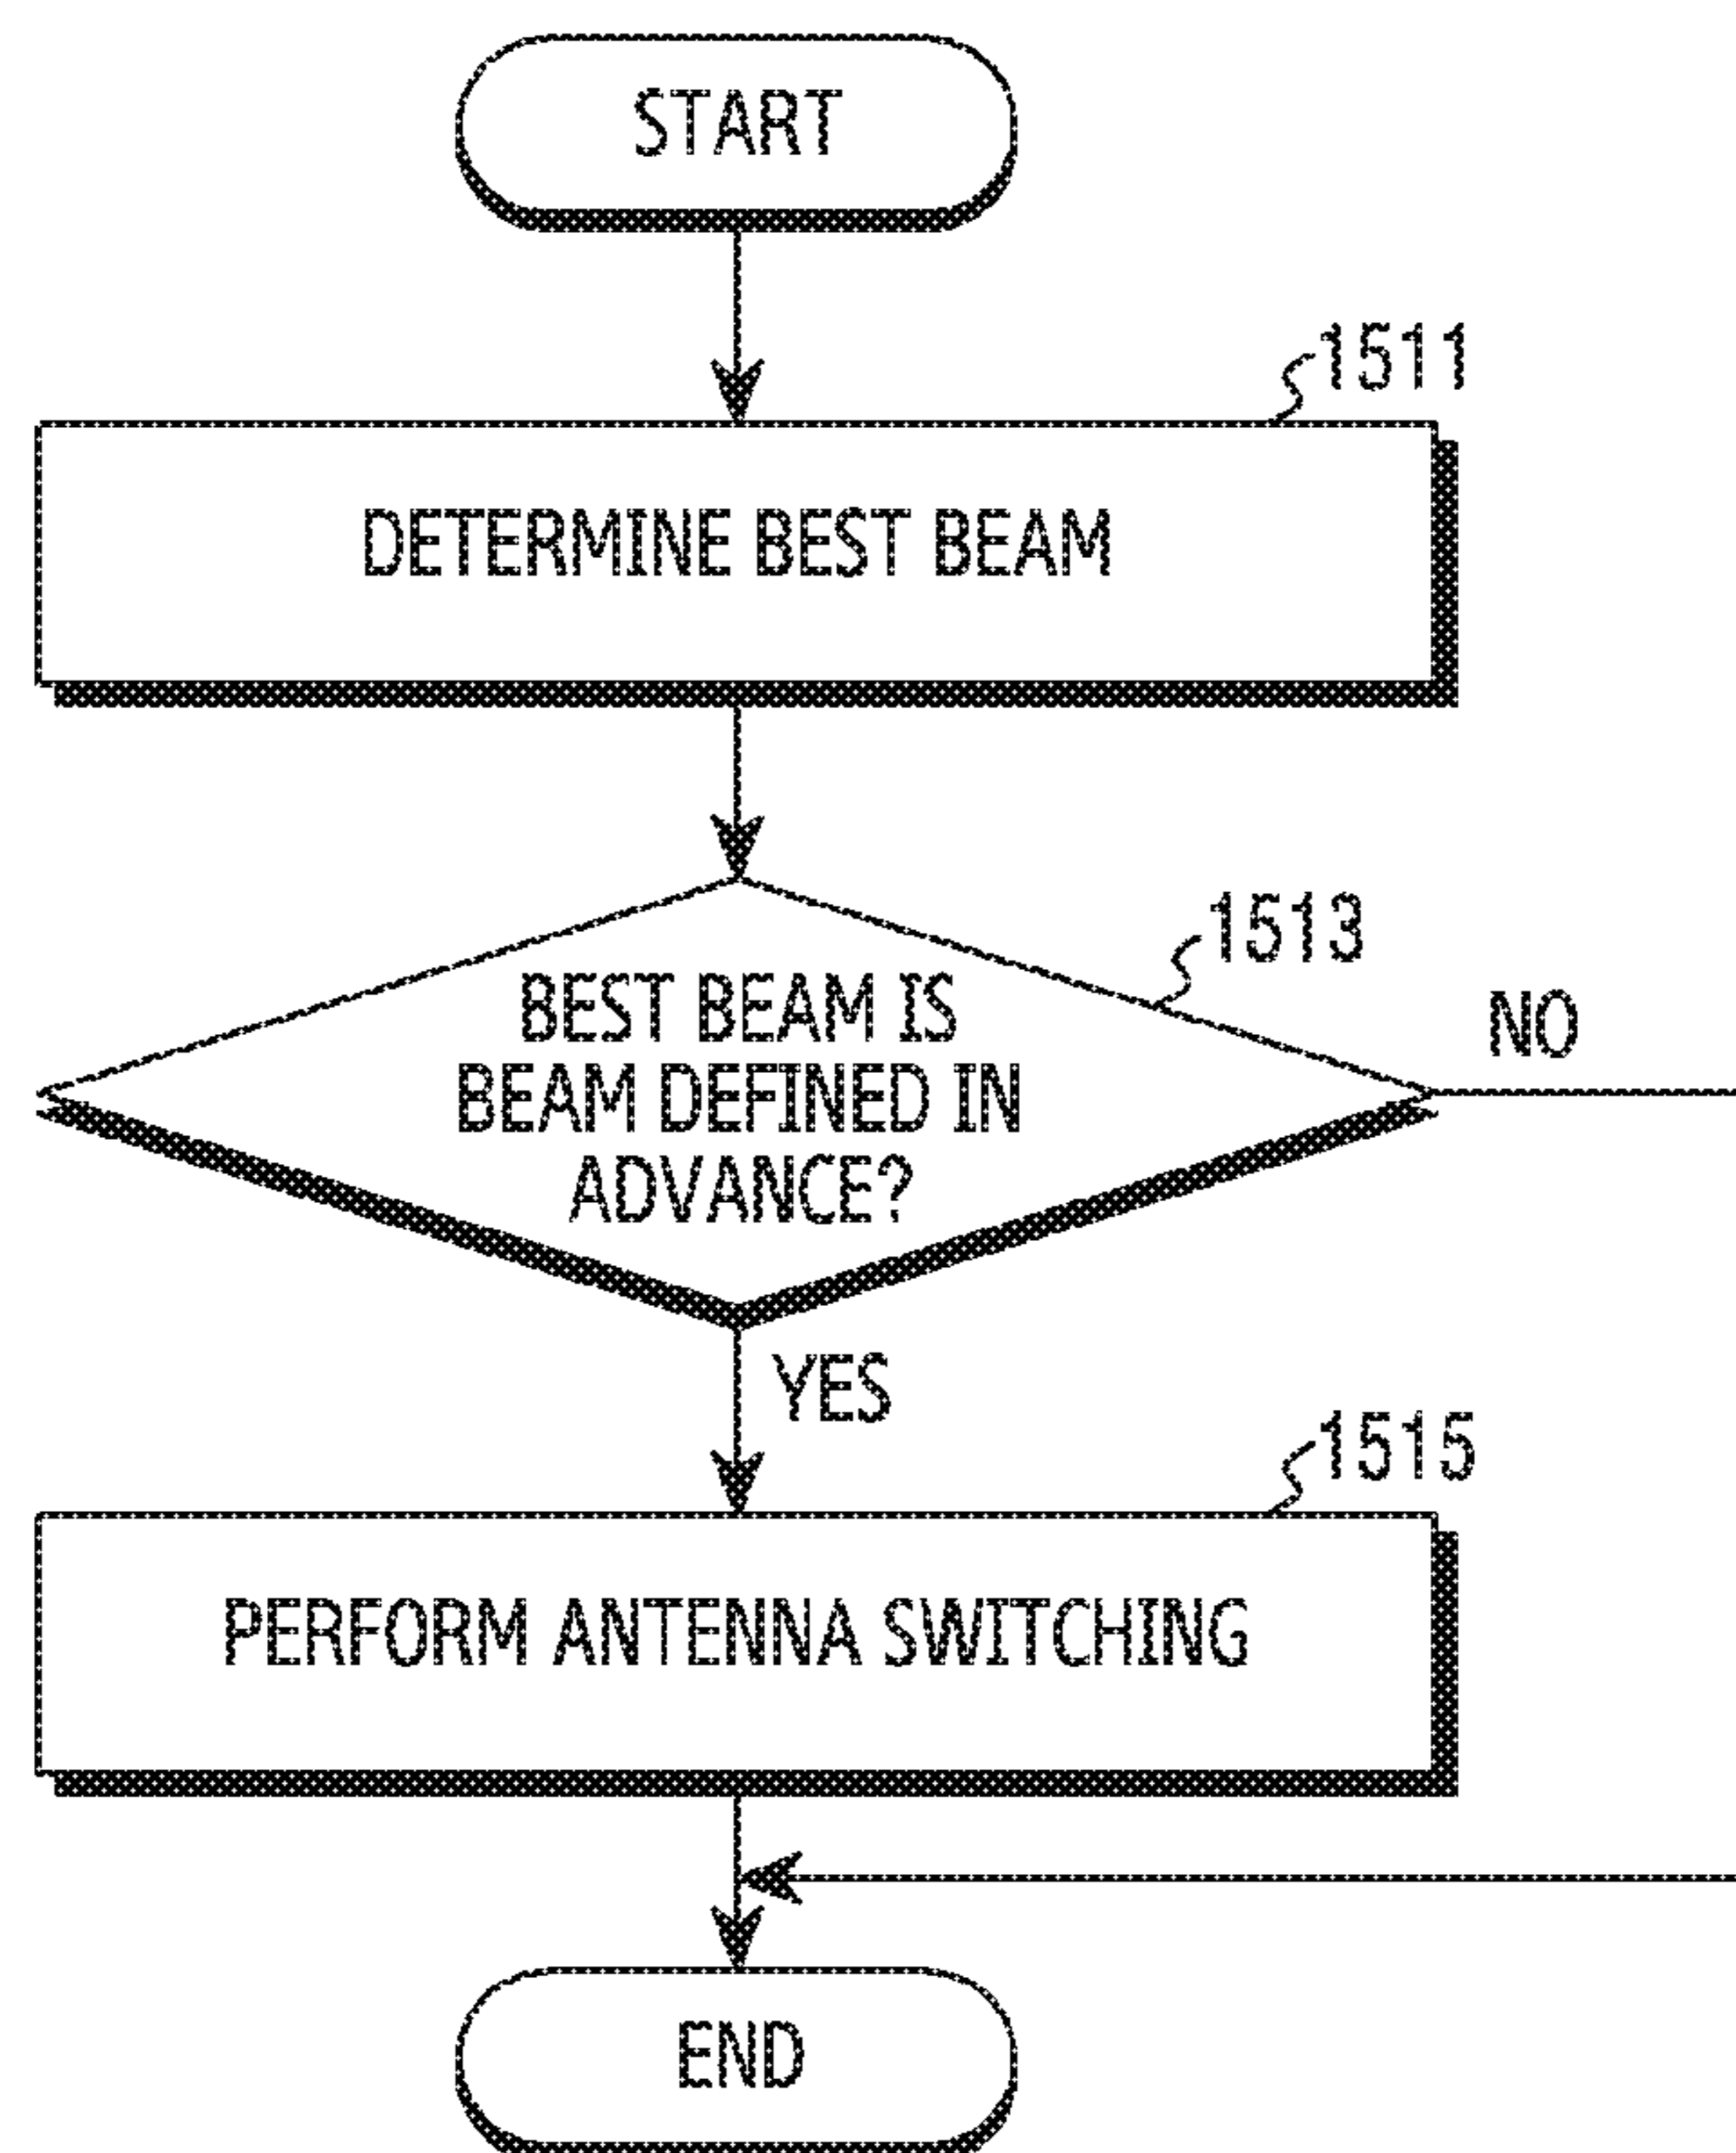 START
1511
DETERMINE BEST BEAM
1513
BEST BEAM IS
BEAM DEFINED IN
ADVANCE?
NO
YES
1515
PERFORM ANTENNA SWITCHING
END